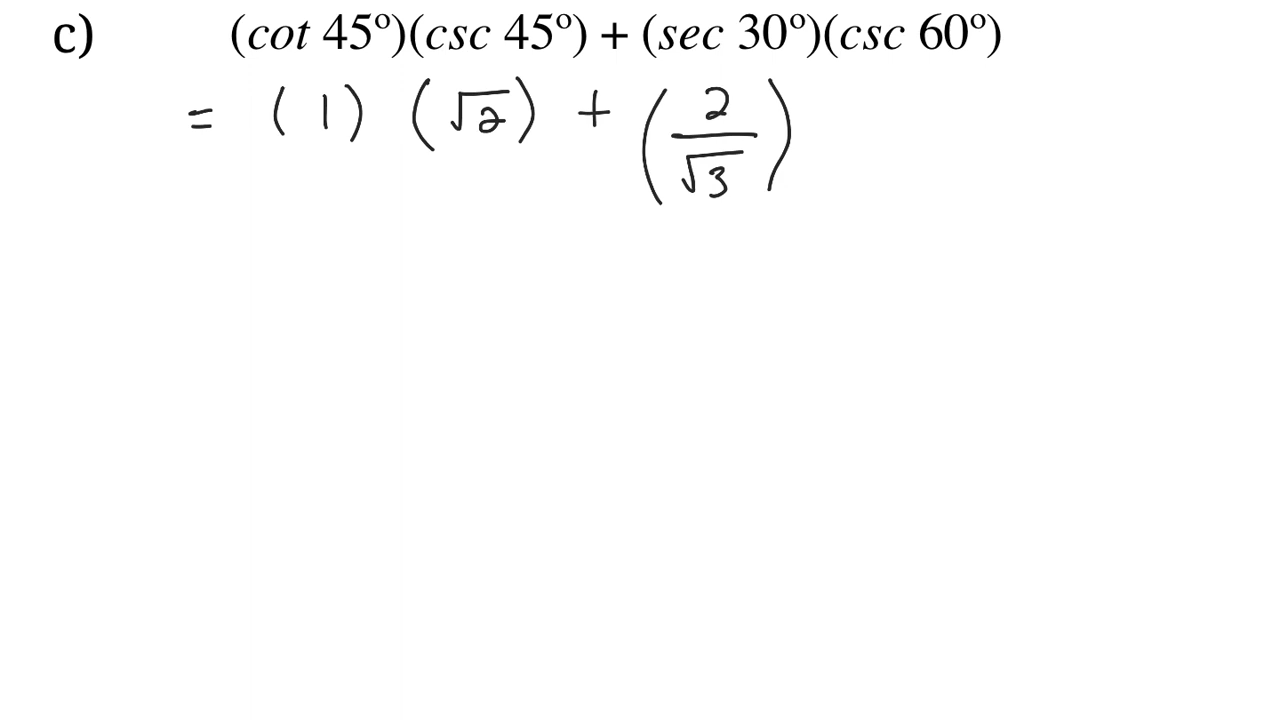 c) (cot 45º)(csc 45º) + (sec 30º)(csc 60º)
= (1) (√2) + (2/√3)